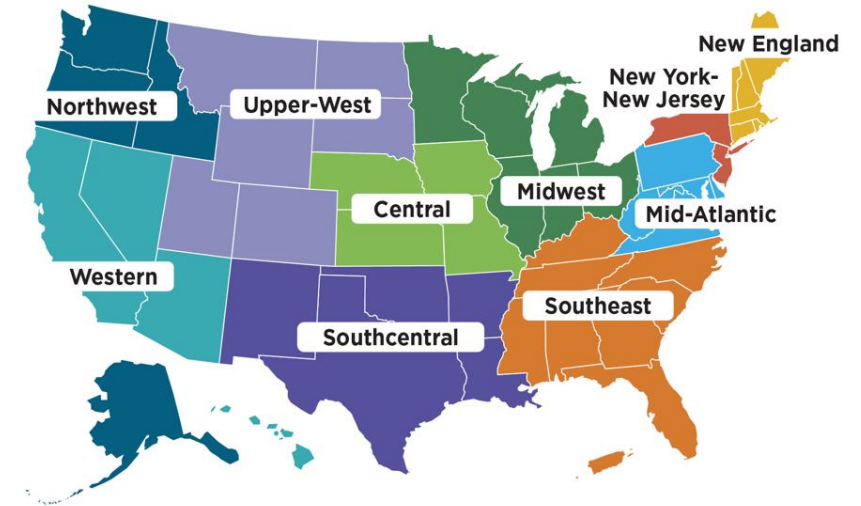 New England
New York-
New Jersey
Northwest
Upper-West
Midwest
Central
Mid-Atlantic
Western
Southeast
Southcentral